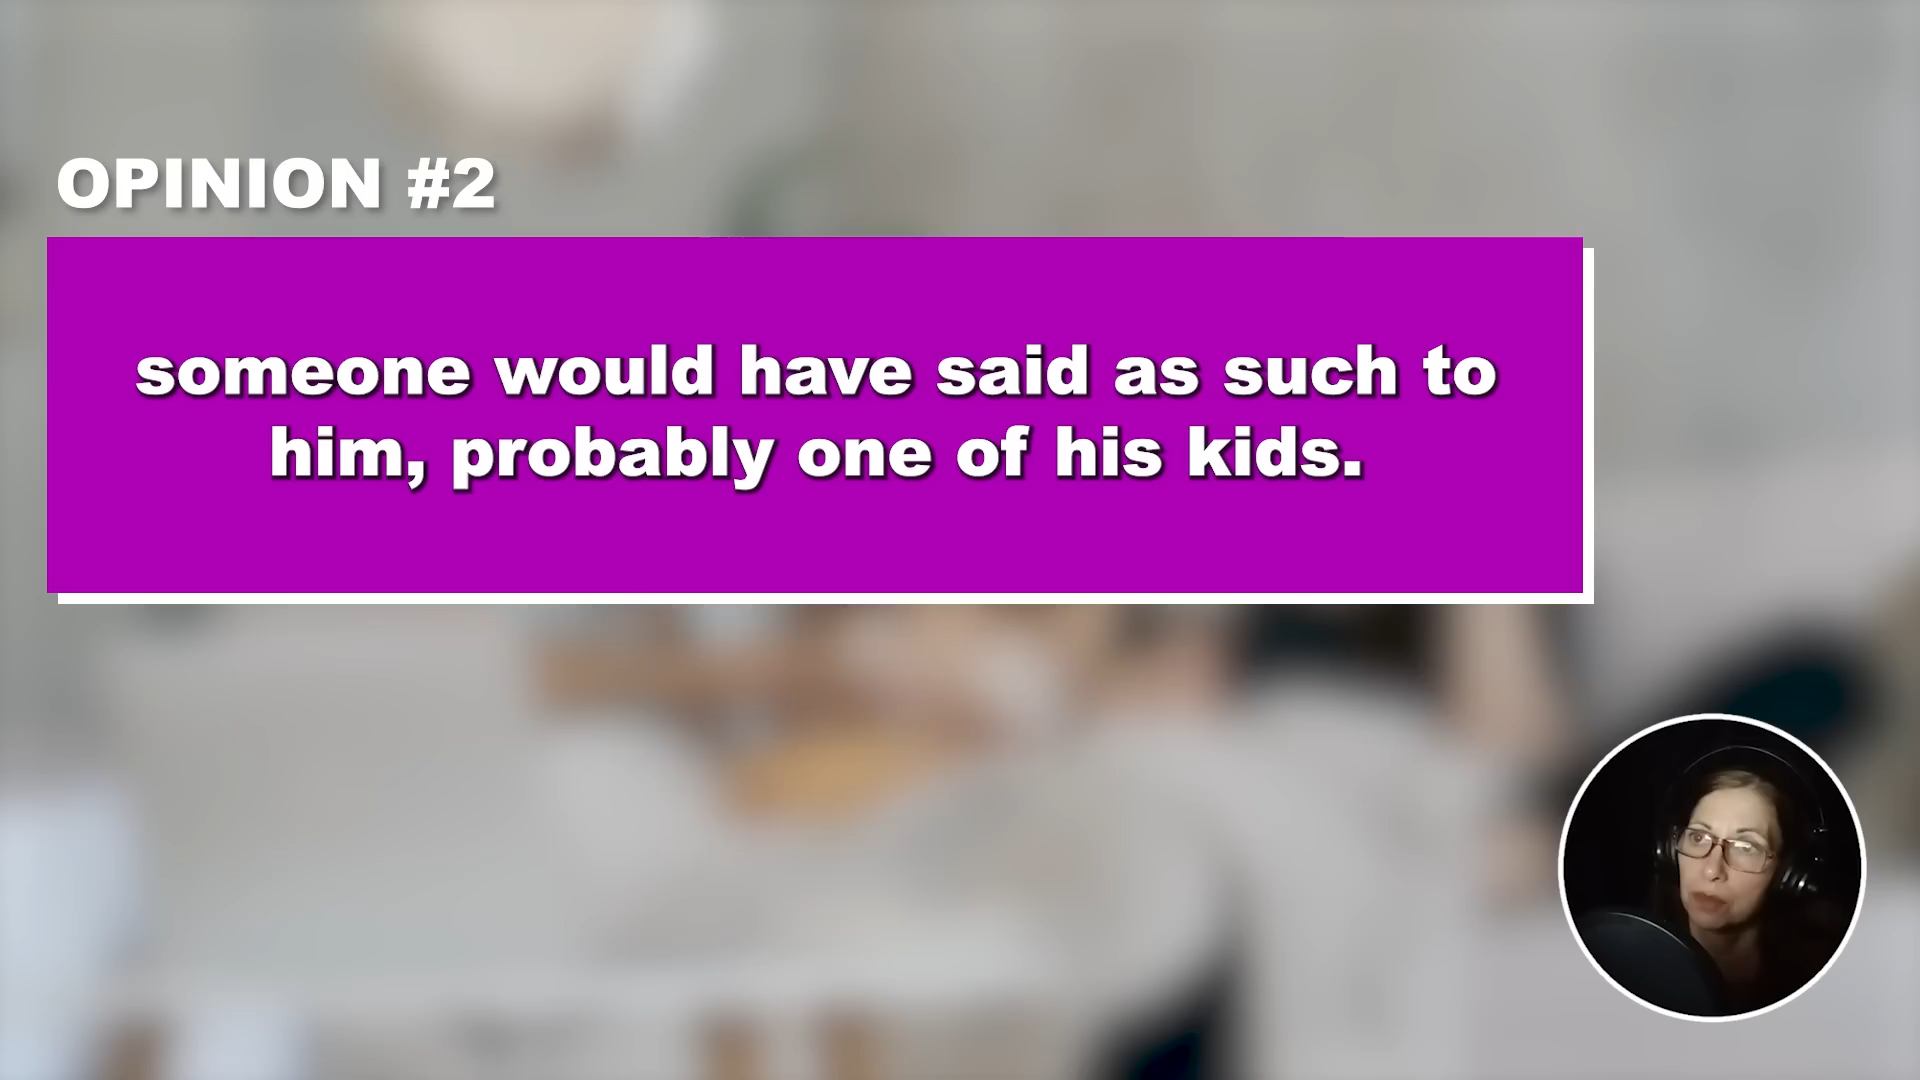 OPINION #2
someone would have said as such to
him, probably one of his kids.